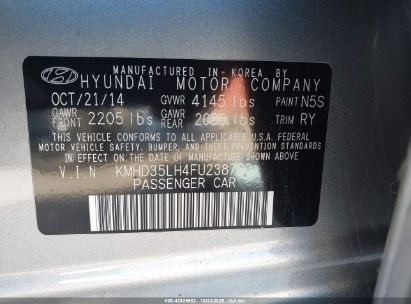 MANUFACTURED IN KOREA BY
HYUNDAI MOTOR COMPANY
OCT/21/14 GVWR 4145 lbs PAINT N5S
GAWR FRONT 2205 lbs GAWR REAR lbs TRIM RY
THIS VEHICLE CONFORMS TO ALL APPLICABLE U.S.A. FEDERAL
MOTOR VEHICLE SAFETY, BUMPER, AND THEFT PREVENTION STANDARDS
IN EFFECT ON THE DATE OF MANUFACTURE SHOWN ABOVE.
V.I.N
PASSENGER CAR